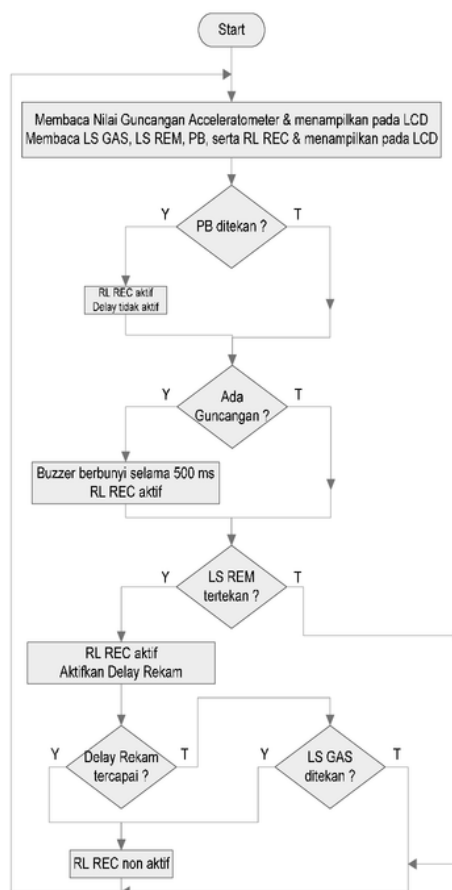 Start
Membaca Nilai Guncangan Acceleratometer & menampilkan pada LCD
Membaca LS GAS, LS REM, PB, serta RL REC & menampilkan pada LCD
Y
PB ditekan ?
T
RL REC aktif
Delay tidak aktif
Y
Ada
Guncangan ?
T
Buzzer berbunyi selama 500 ms
RL REC aktif
Y
LS REM
tertekan ?
T
RL REC aktif
Aktifkan Delay Rekam
Y
Delay Rekam
tercapai ?
T
Y
LS GAS
ditekan ?
T
RL REC non aktif